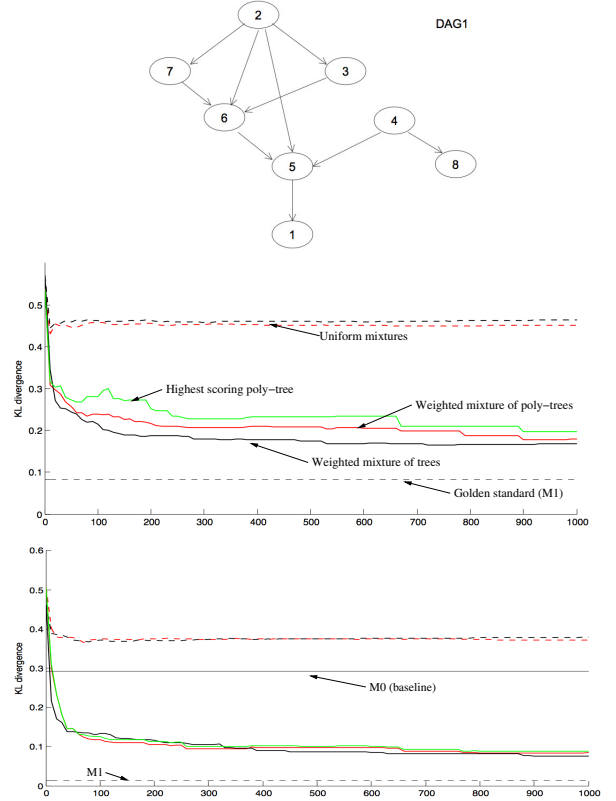 DAG1
2
7
3
6
4
5
8
1
KL divergence
0.5
0.4
0.3
0.2
0.1
0
Uniform mixtures
Highest scoring poly-tree
Weighted mixture of poly-trees
Weighted mixture of trees
Golden standard (M1)
0 100 200 300 400 500 600 700 800 900 1000
KL divergence
0.6
0.5
0.4
0.3
0.2
0.1
0
M0 (baseline)
M1
0 100 200 300 400 500 600 700 800 900 1000